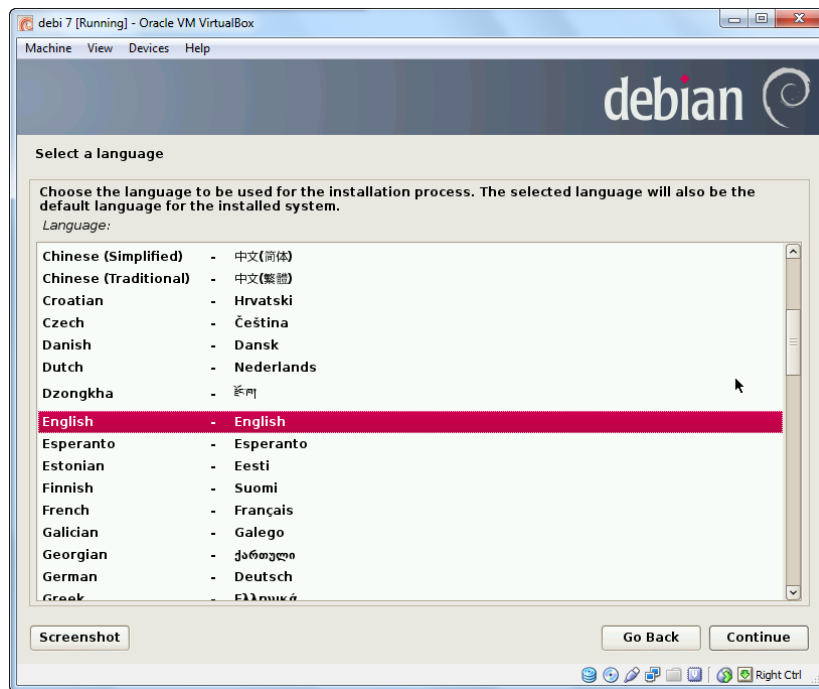 debi 7 [Running] - Oracle VM VirtualBox
Machine View Devices Help
debian
Select a language
Choose the language to be used for the installation process. The selected language will also be the
default language for the installed system.
Language:
Chinese (Simplified) - 中文(简体)
Chinese (Traditional) - 中文(繁體)
Croatian - Hrvatski
Czech - Čeština
Danish - Dansk
Dutch - Nederlands
Dzongkha - རྫོང་ཁ།
English - English
Esperanto - Esperanto
Estonian - Eesti
Finnish - Suomi
French - Français
Galician - Galego
Georgian - ქართული
German - Deutsch
Greek - Ελληνικά
Screenshot
Go Back Continue
Right Ctrl